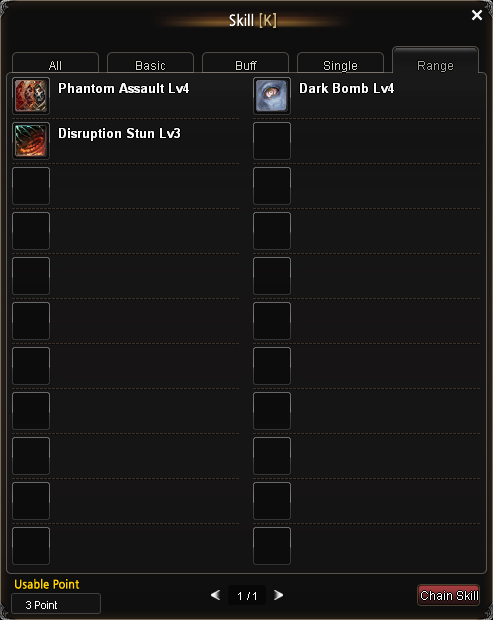 Skill [K]
All Basic Buff Single Range
Phantom Assault Lv4 Dark Bomb Lv4
Disruption Stun Lv3
Usable Point
3 Point 1 / 1 Chain Skill